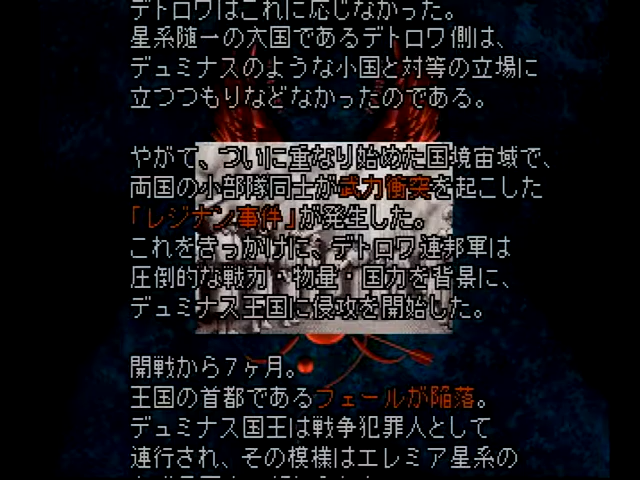 デトロワはこれに応じなかった。
星系随一の大国であるデトロワ側は、
デュミナスのような小国と対等の立場に
立つつもりなどなかったのである。
やがて、ついに重なり始めた国境宙域で、
両国の小部隊同士が武力衝突を起こした
「レジナン事件」が発生した。
これをきっかけに、デトロワ連邦軍は
圧倒的な戦力・物量・国力を背景に、
デュミナス王国に侵攻を開始した。
開戦から7ヶ月。
王国の首都であるフェールが陥落。
デュミナス国王は戦争犯罪人として
連行され、その模様はエレミア星系の